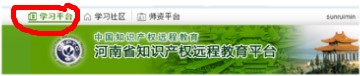 学习平台 学习社区 师资平台 sunruimin
中国知识产权远程教育
河南省知识产权远程教育平台